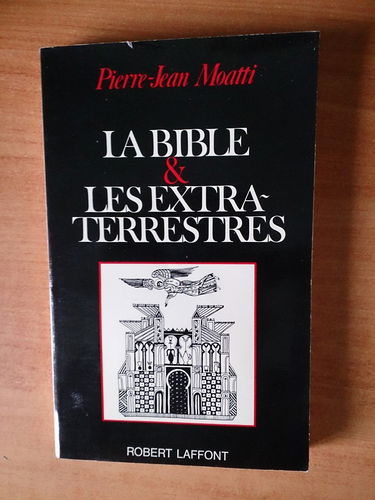 Pierre-Jean Moatti
LA BIBLE
&
LES EXTRA-
TERRESTRES
ROBERT LAFFONT